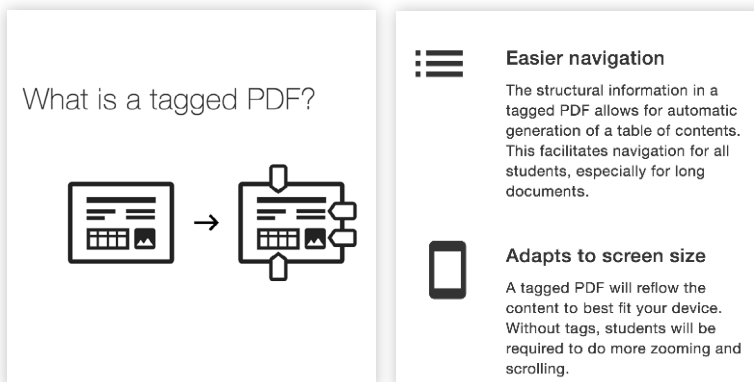 What is a tagged PDF?
Easier navigation
The structural information in a
tagged PDF allows for automatic
generation of a table of contents.
This facilitates navigation for all
students, especially for long
documents.
Adapts to screen size
A tagged PDF will reflow the
content to best fit your device.
Without tags, students will be
required to do more zooming and
scrolling.